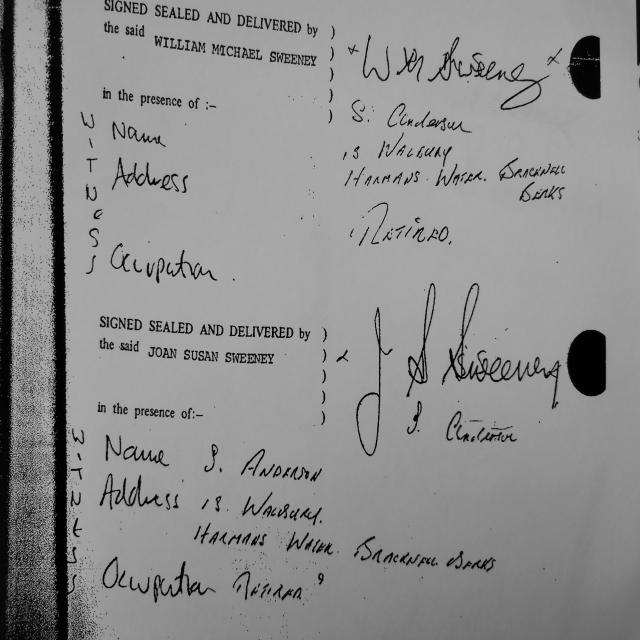 SIGNED SEALED AND DELIVERED by )
the said WILLIAM MICHAEL SWEENEY )
x W M Sweeney x
in the presence of :-
WITNESS
Name S. Anderson
Address 13 WALBURY
HARMANS WATER. BRACKNELL
BERKS
Occupation. RETIRED.
SIGNED SEALED AND DELIVERED by )
the said JOAN SUSAN SWEENEY )
x J S Sweeney
in the presence of:-
S. Anderson
WITNESS
Name S. ANDERSON
Address 13 WALBURY.
HARMANS WATER. BRACKNELL BERKS
Occupation RETIRED